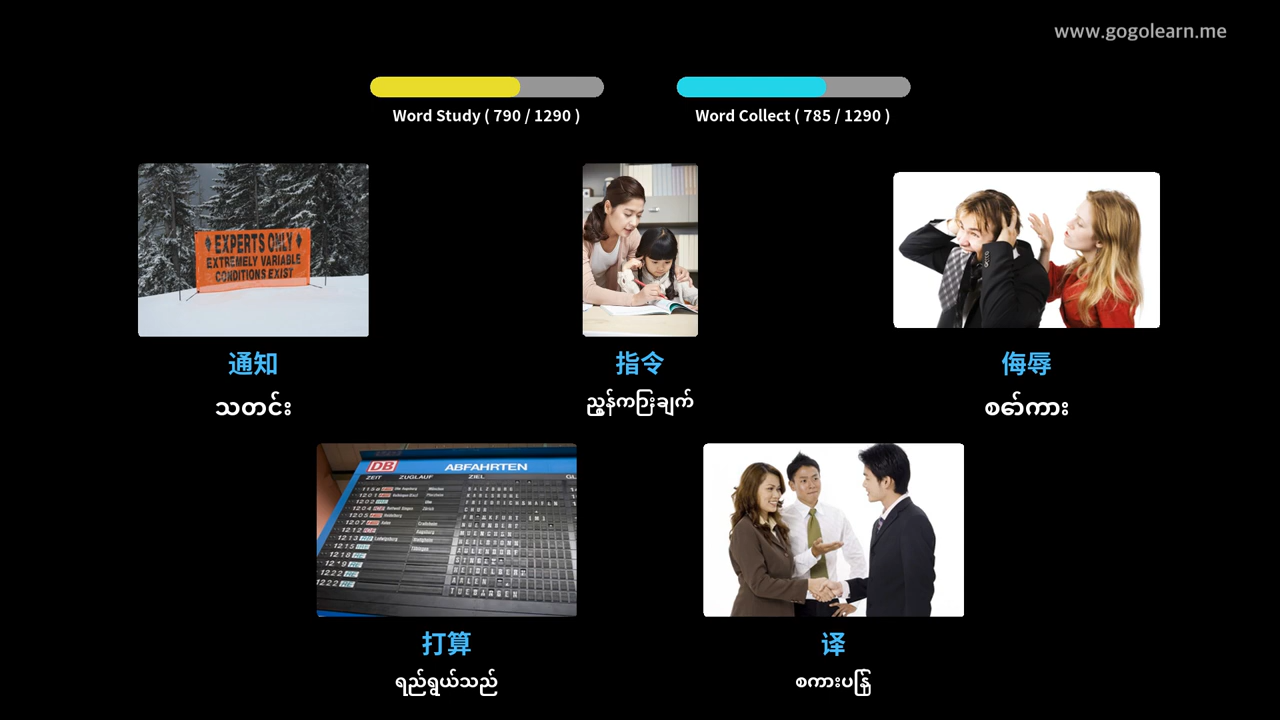 www.gogolearn.me
Word Study ( 790 / 1290 )
Word Collect ( 785 / 1290 )
EXPERTS ONLY
EXTREMELY VARIABLE
CONDITIONS EXIST
通知
指令
侮辱
သတင်း
ညွှန်ကြားချက်
စော်ကား
DB
ABFAHRTEN
ZEIT ZUGLAUF ZIEL
打算
译
ရည်ရွယ်သည်
စကားပြန်